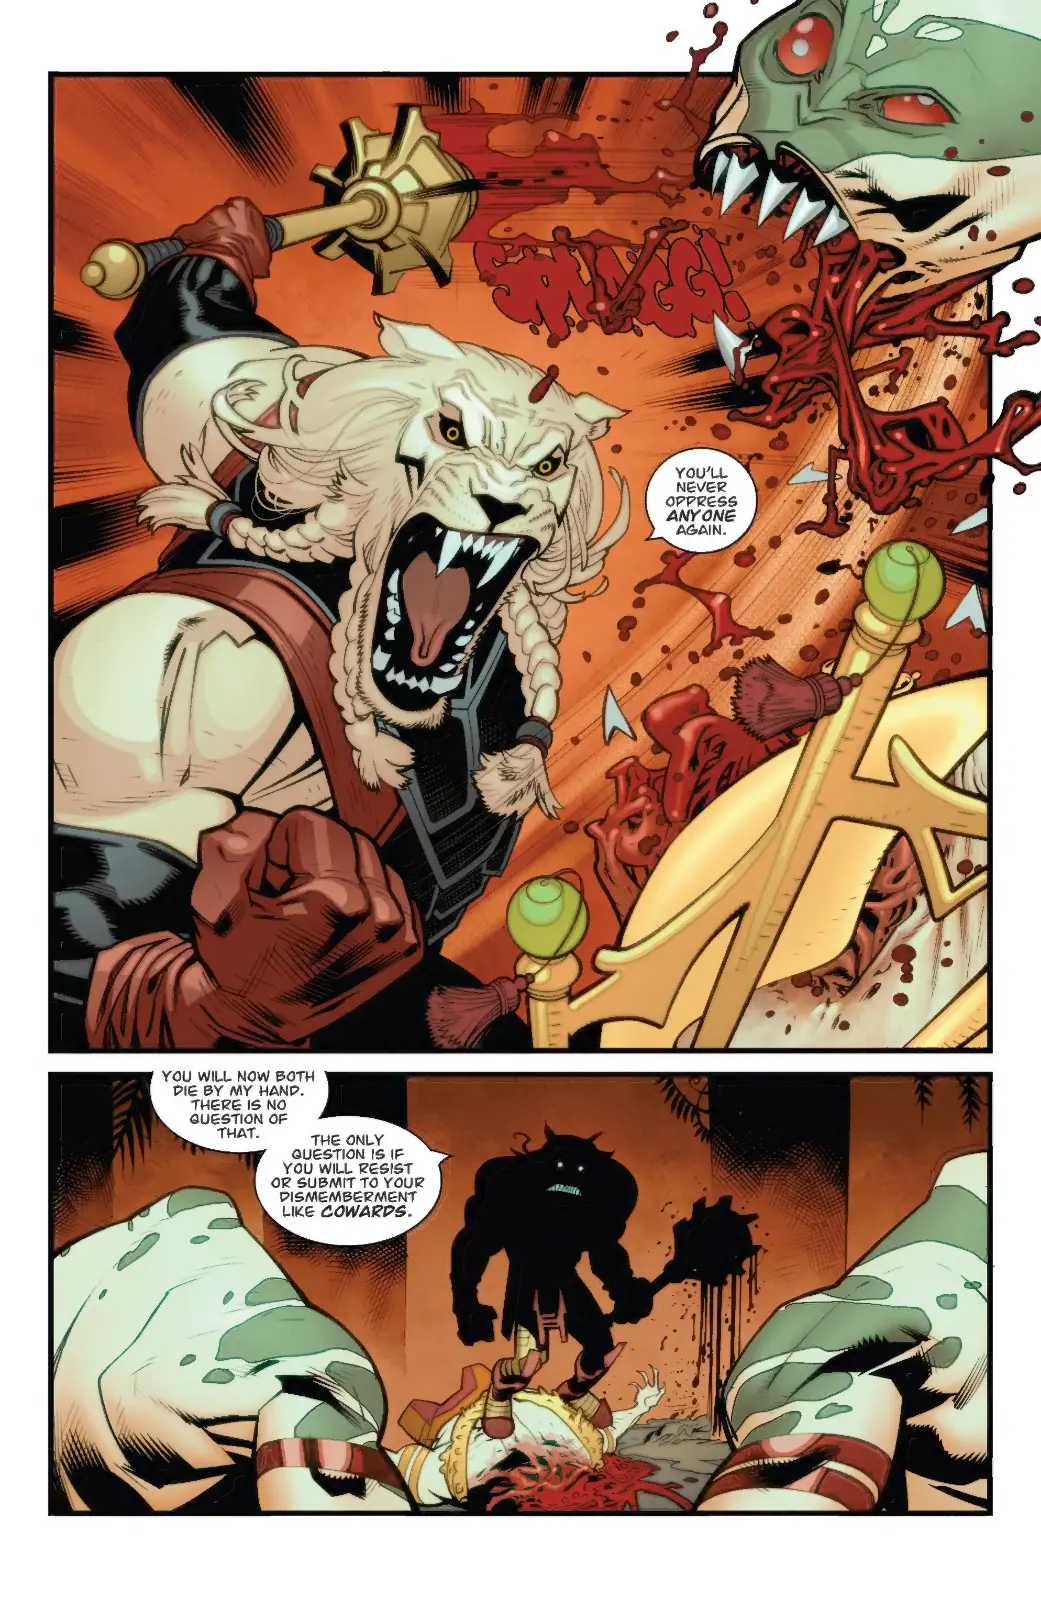 SPLAGG!
YOU'LL
NEVER
OPPRESS
ANYONE
AGAIN.
YOU WILL NOW BOTH
DIE BY MY HAND.
THERE IS NO
QUESTION OF
THAT.
THE ONLY
QUESTION IS IF
YOU WILL RESIST
OR SUBMIT TO YOUR
DISMEMBERMENT
LIKE COWARDS.